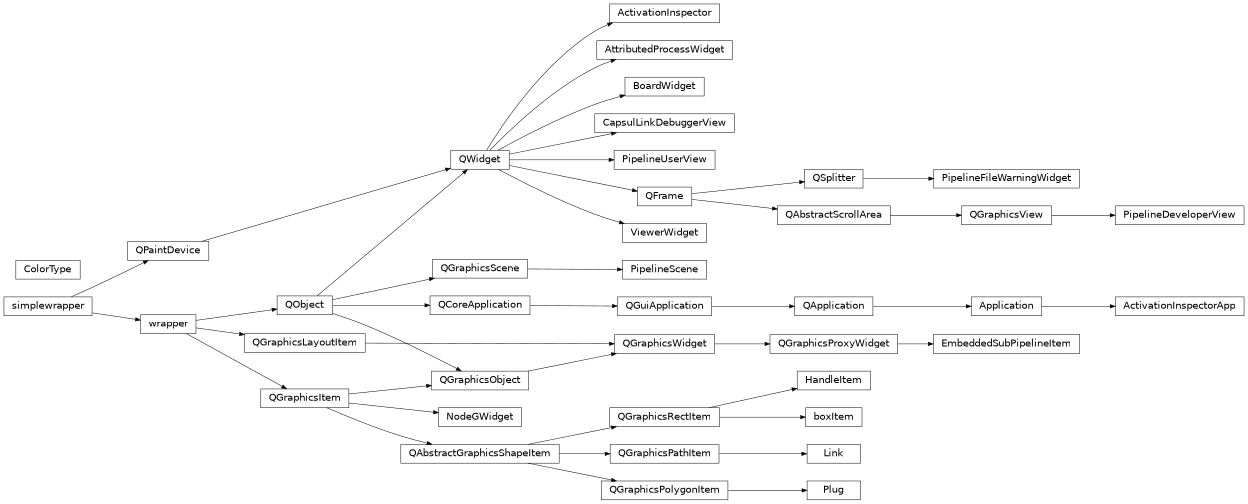 ActivationInspector
AttributedProcessWidget
BoardWidget
CapsulLinkDebuggerView
QWidget
PipelineUserView
QSplitter
PipelineFileWarningWidget
QFrame
QAbstractScrollArea
QGraphicsView
PipelineDeveloperView
ViewerWidget
QPaintDevice
ColorType
QGraphicsScene
PipelineScene
simplewrapper
QObject
QCoreApplication
QGuiApplication
QApplication
Application
ActivationInspectorApp
wrapper
QGraphicsLayoutItem
QGraphicsWidget
QGraphicsProxyWidget
EmbeddedSubPipelineItem
QGraphicsObject
HandleItem
QGraphicsItem
NodeGWidget
QGraphicsRectItem
boxItem
QAbstractGraphicsShapeItem
QGraphicsPathItem
Link
QGraphicsPolygonItem
Plug